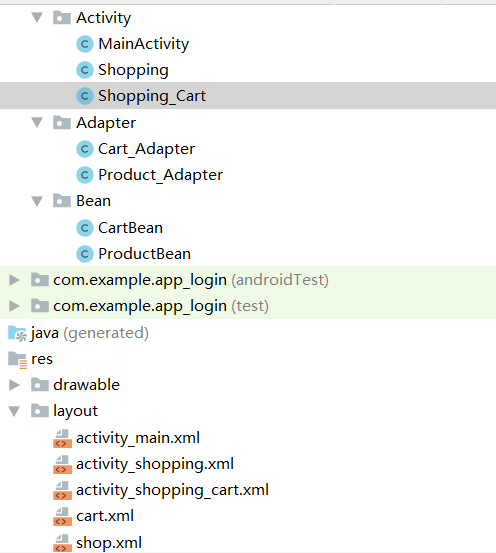 Activity
MainActivity
Shopping
Shopping_Cart
Adapter
Cart_Adapter
Product_Adapter
Bean
CartBean
ProductBean
com.example.app_login (androidTest)
com.example.app_login (test)
java (generated)
res
drawable
layout
activity_main.xml
activity_shopping.xml
activity_shopping_cart.xml
cart.xml
shop.xml